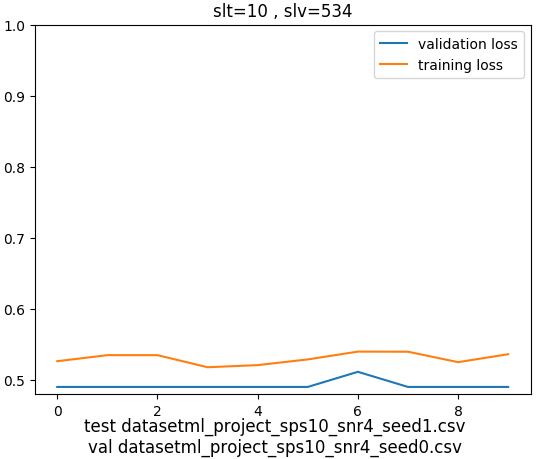 slt=10 , slv=534
1.0
validation loss
training loss
0.9
0.8
0.7
0.6
0.5
0 2 4 6 8
test datasetml_project_sps10_snr4_seed1.csv
val datasetml_project_sps10_snr4_seed0.csv